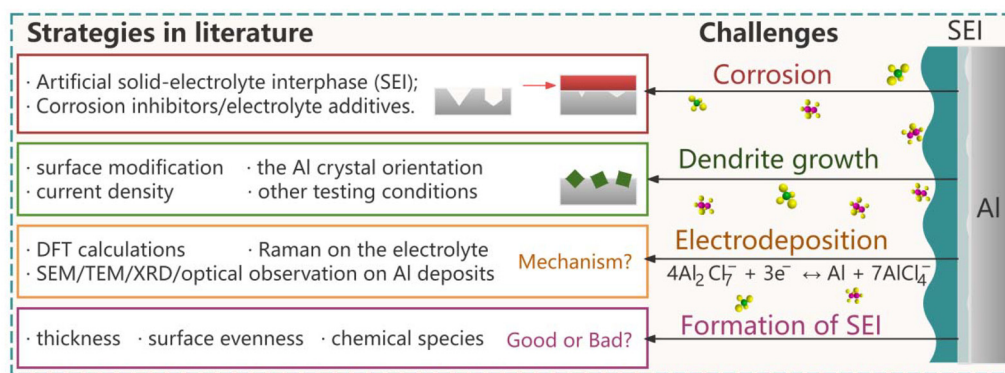 Strategies in literature
Challenges
SEI
· Artificial solid-electrolyte interphase (SEI);
· Corrosion inhibitors/electrolyte additives.
Corrosion
· surface modification · the Al crystal orientation
· current density · other testing conditions
Dendrite growth
Al
· DFT calculations · Raman on the electrolyte
· SEM/TEM/XRD/optical observation on Al deposits
Mechanism?
Electrodeposition
4Al₂Cl₇⁻ + 3e⁻ ↔ Al + 7AlCl₄⁻
· thickness · surface evenness · chemical species
Good or Bad?
Formation of SEI